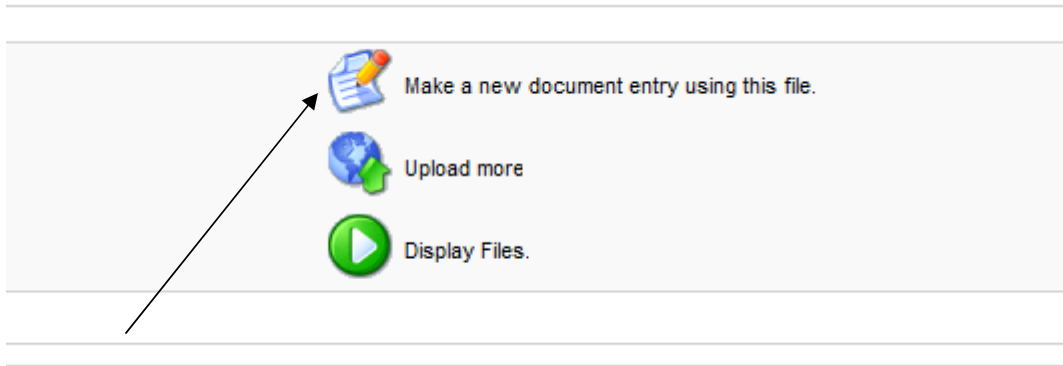 Make a new document entry using this file.
Upload more
Display Files.